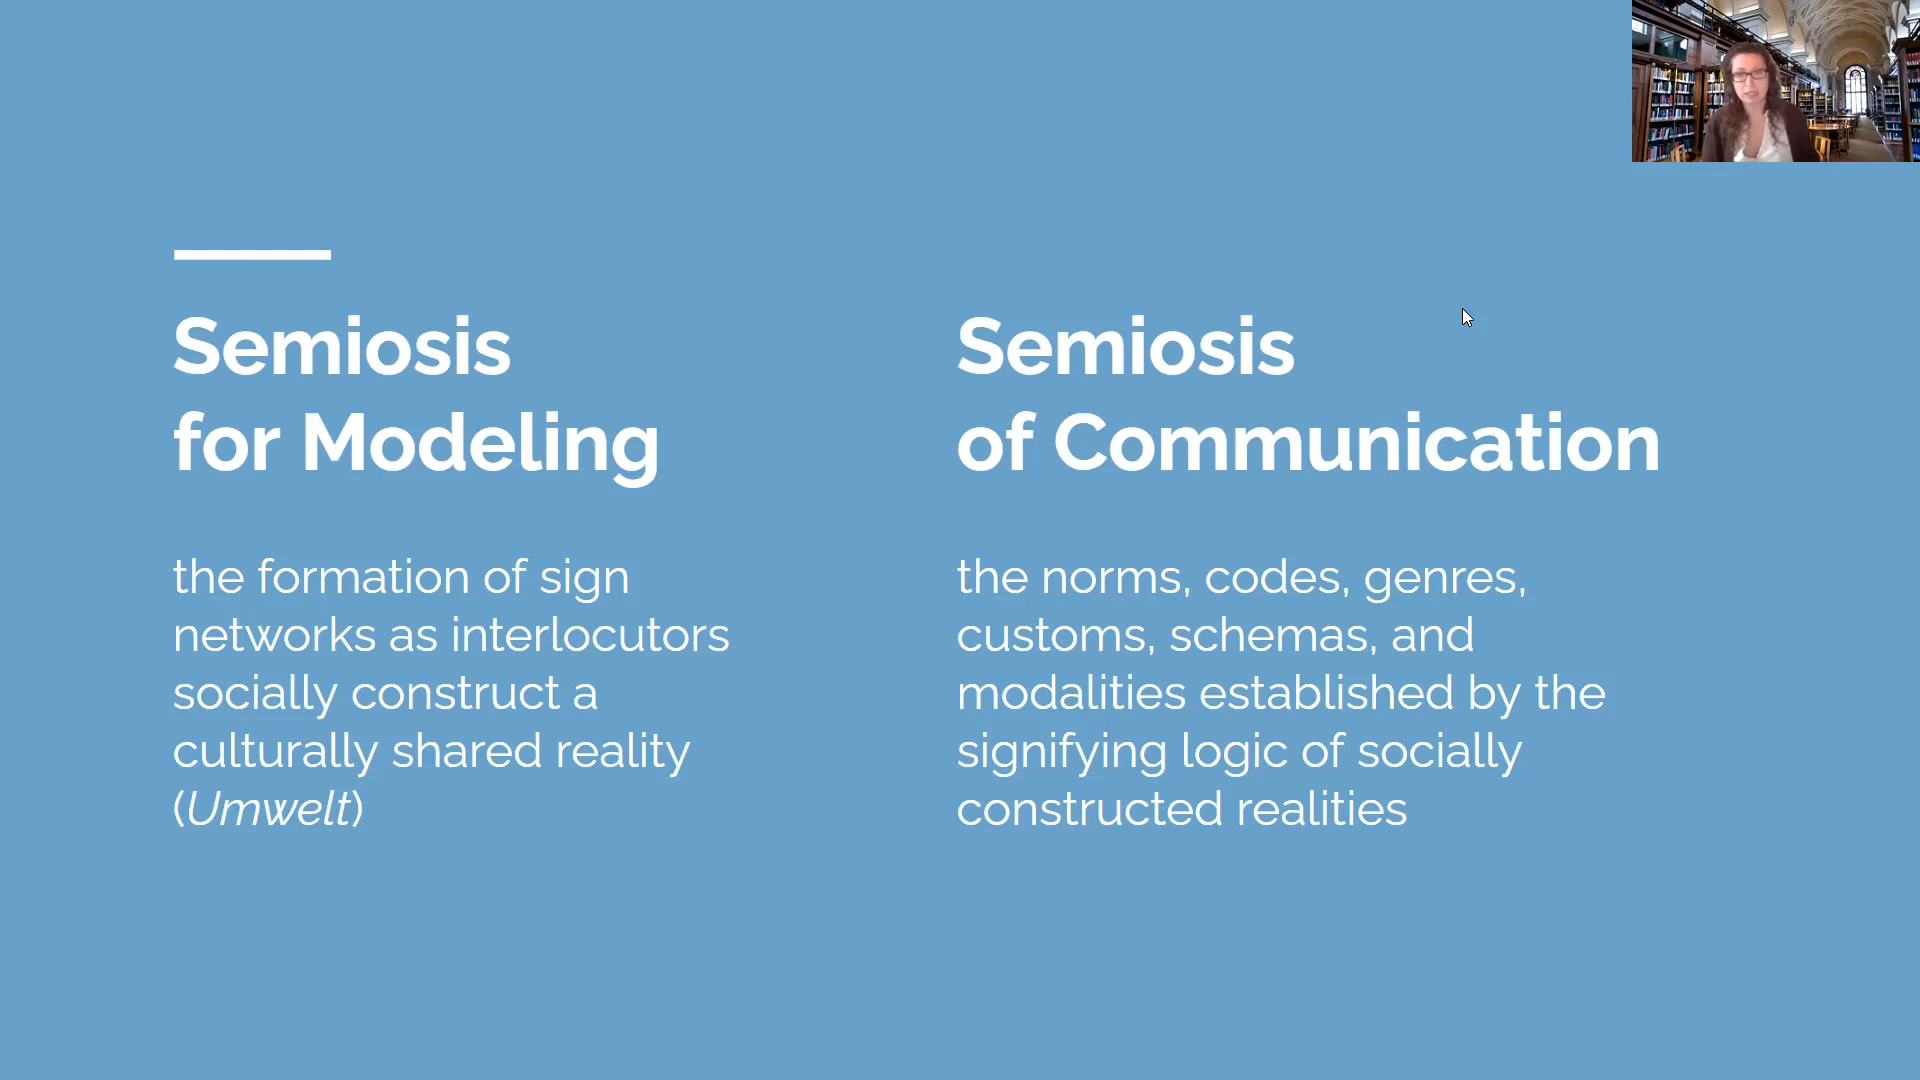 Semiosis
for Modeling
the formation of sign
networks as interlocutors
socially construct a
culturally shared reality
(Umwelt)
Semiosis
of Communication
the norms, codes, genres,
customs, schemas, and
modalities established by the
signifying logic of socially
constructed realities